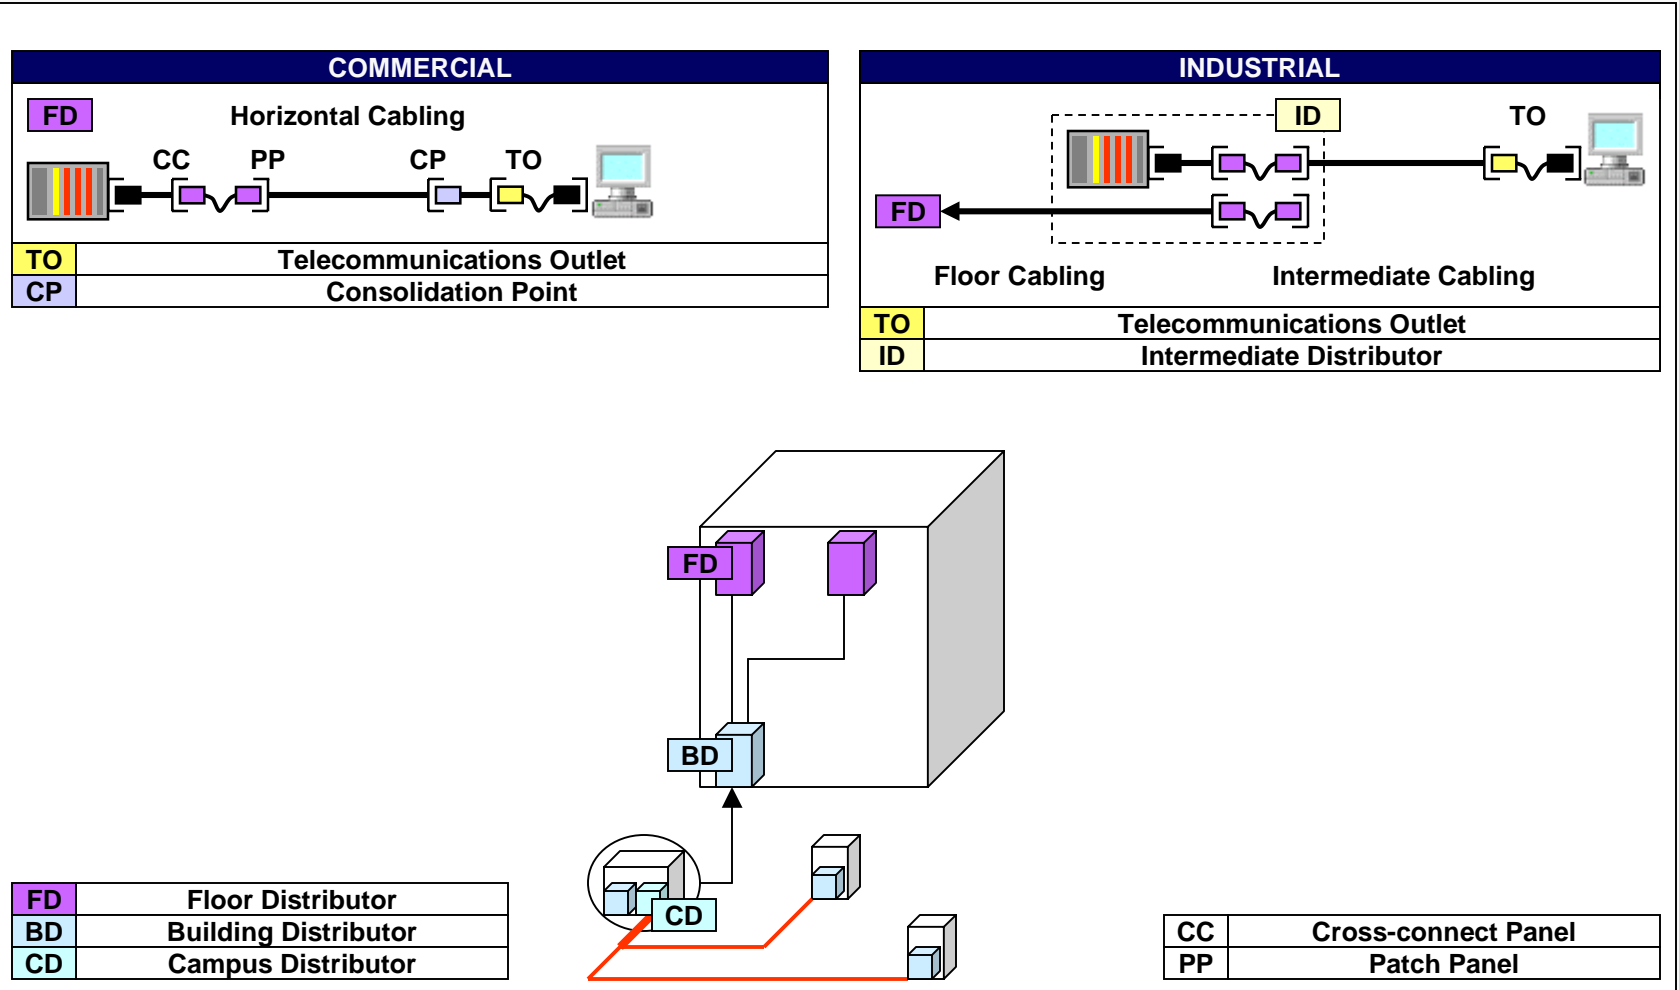 COMMERCIAL
FD Horizontal Cabling
CC PP CP TO
TO Telecommunications Outlet
CP Consolidation Point
INDUSTRIAL
ID TO
FD
Floor Cabling Intermediate Cabling
TO Telecommunications Outlet
ID Intermediate Distributor
FD
BD
CD
FD Floor Distributor
BD Building Distributor
CD Campus Distributor
CC Cross-connect Panel
PP Patch Panel